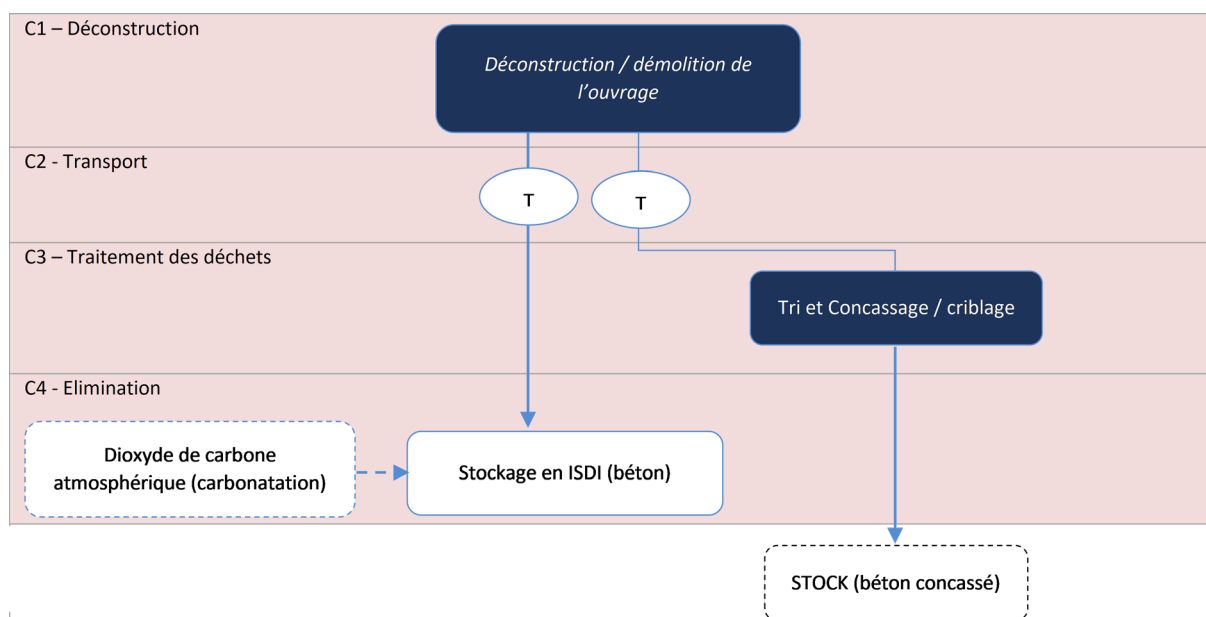 C1 – Déconstruction
Déconstruction / démolition de
l'ouvrage
C2 - Transport
T
T
C3 – Traitement des déchets
Tri et Concassage / criblage
C4 - Elimination
Dioxyde de carbone
atmosphérique (carbonatation)
Stockage en ISDI (béton)
STOCK (béton concassé)